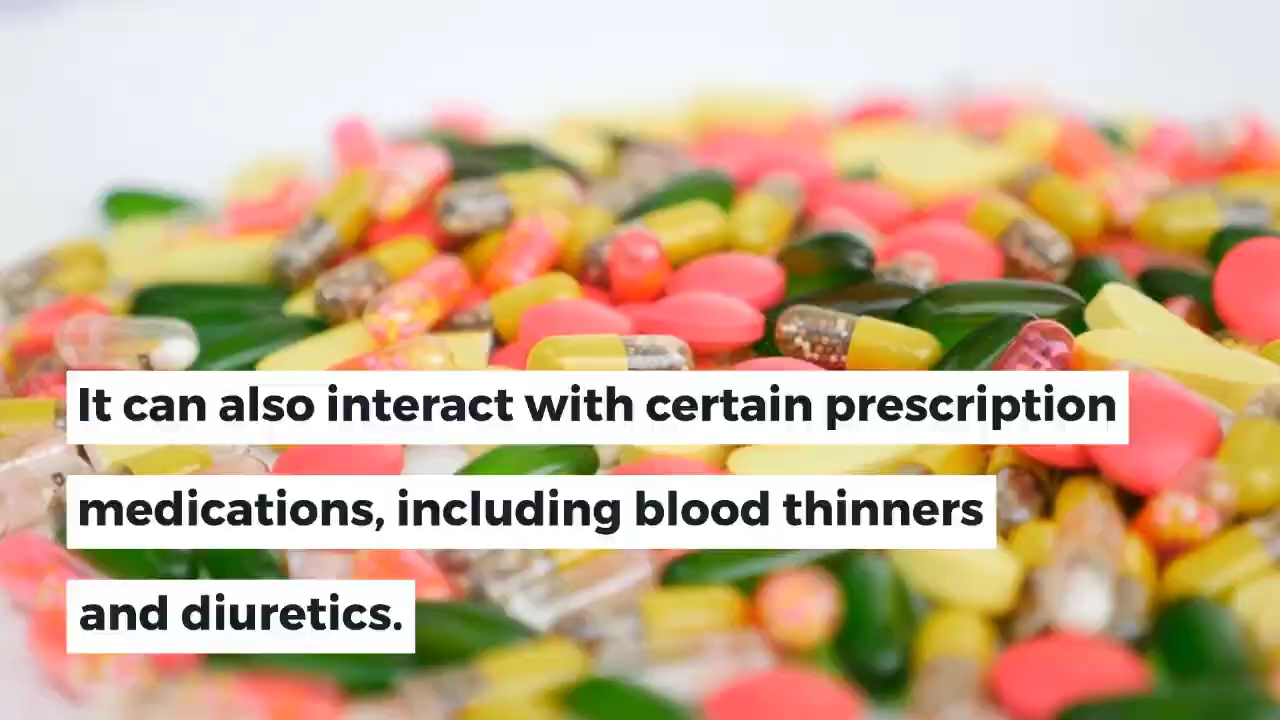 It can also interact with certain prescription
medications, including blood thinners
and diuretics.